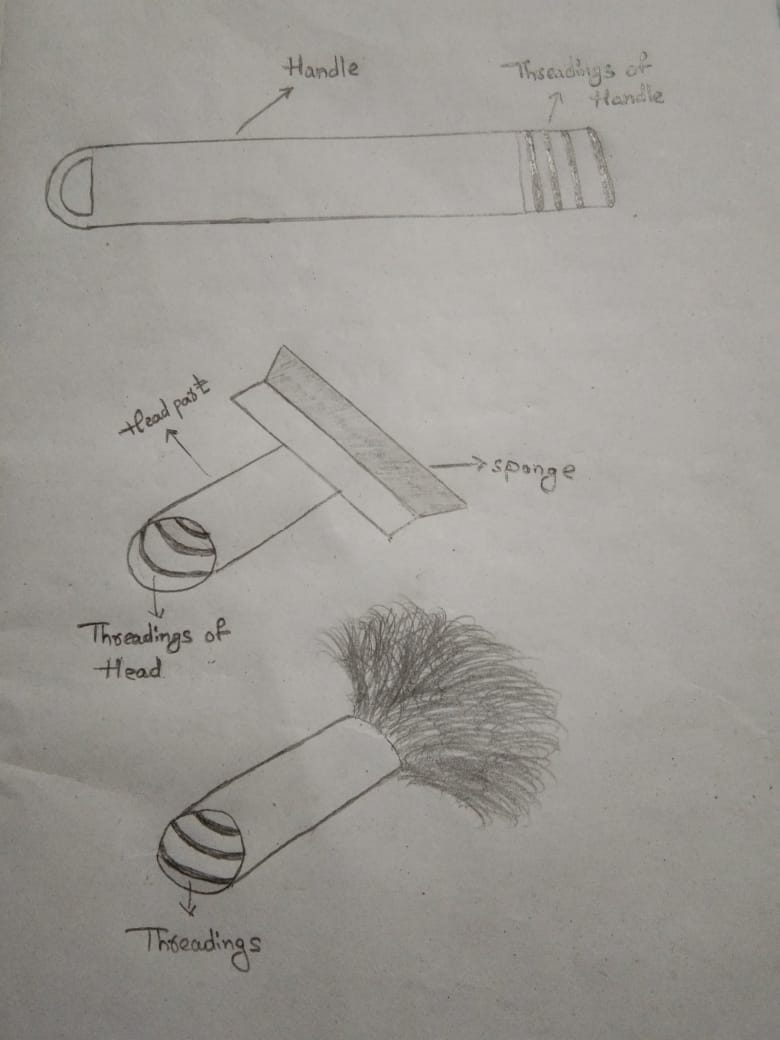 Handle
Threadings of
Handle
Head part
sponge
Threadings of
Head
Threadings